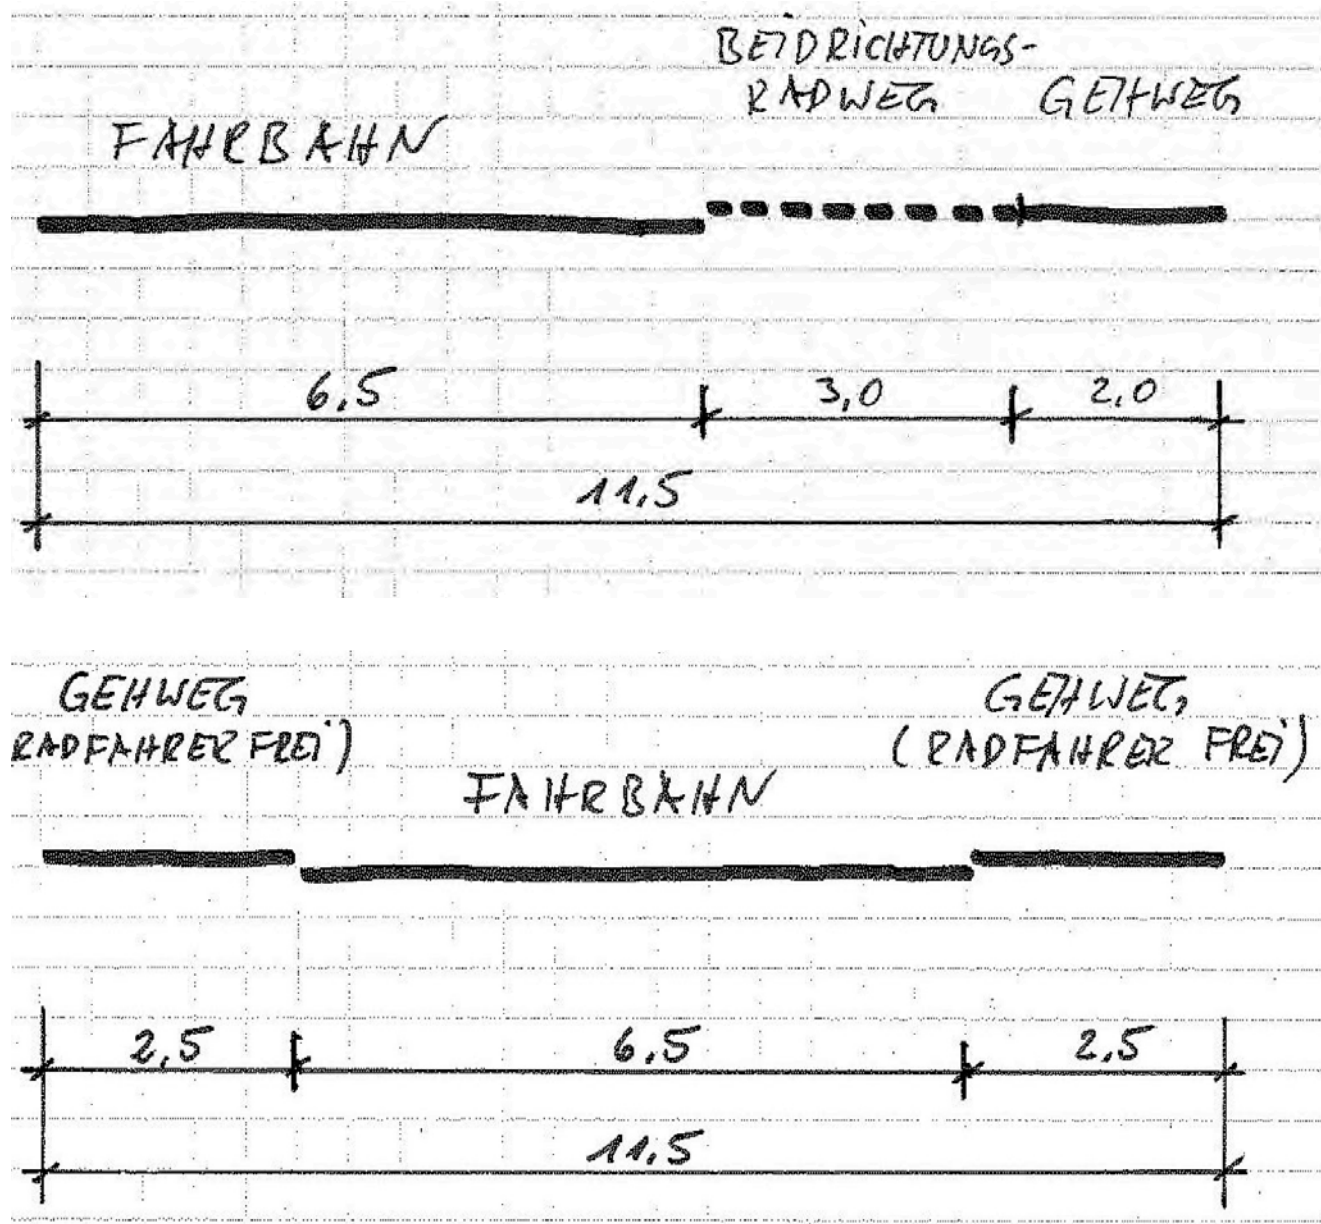 BEIDRICHTUNGS-
RADWEG GEHWEG
FAHRBAHN
6,5 3,0 2,0
11,5
GEHWEG GEHWEG
RADFAHRER FREI) (RADFAHRER FREI)
FAHRBAHN
2,5 6,5 2,5
11,5